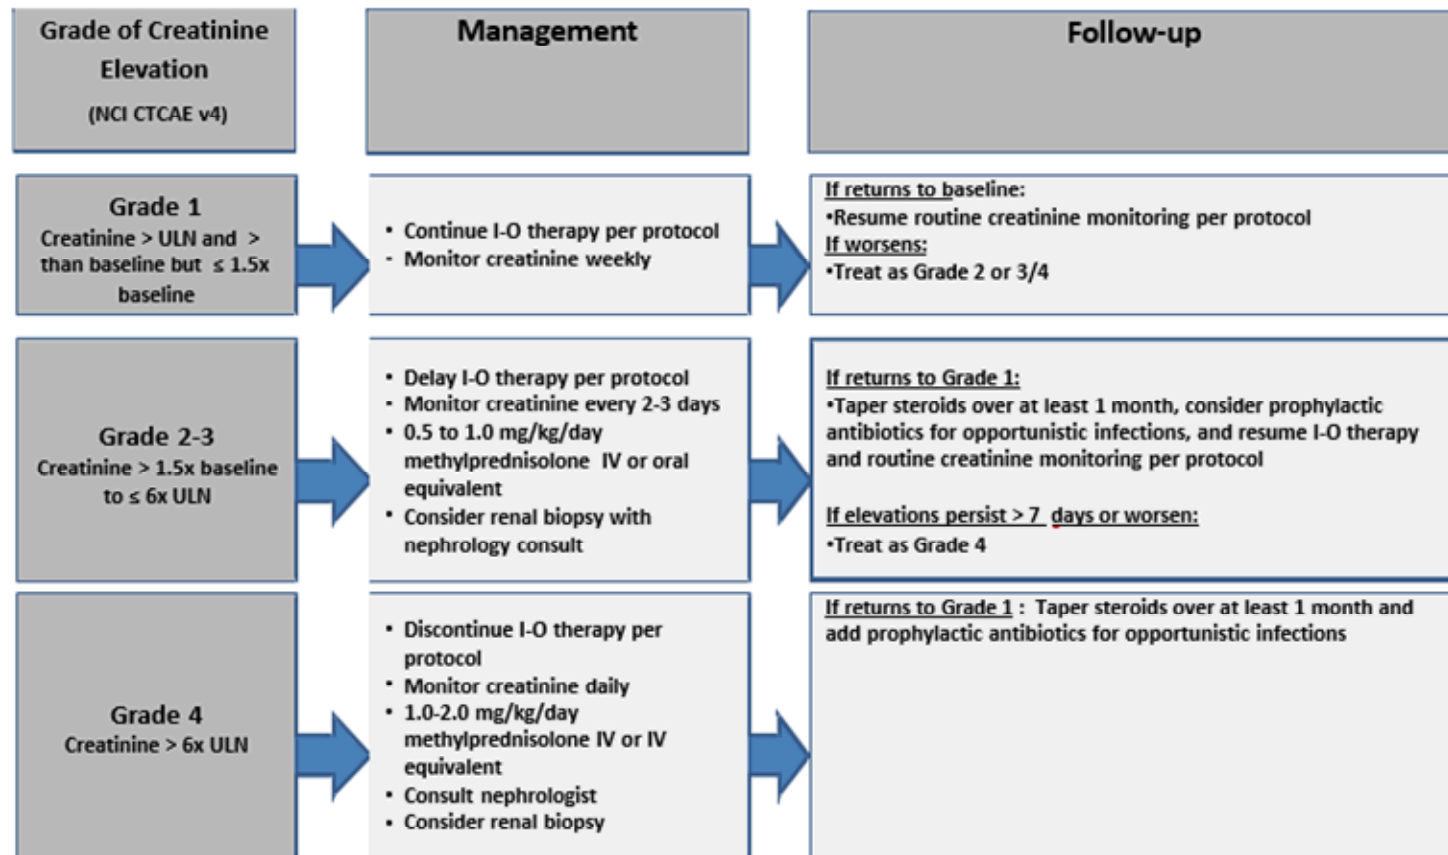 Grade of Creatinine
Elevation
(NCI CTCAE v4)
Management
Follow-up
Grade 1
Creatinine > ULN and >
than baseline but ≤ 1.5x
baseline
• Continue I-O therapy per protocol
- Monitor creatinine weekly
If returns to baseline:
•Resume routine creatinine monitoring per protocol
If worsens:
•Treat as Grade 2 or 3/4
Grade 2-3
Creatinine > 1.5x baseline
to ≤ 6x ULN
• Delay I-O therapy per protocol
- Monitor creatinine every 2-3 days
• 0.5 to 1.0 mg/kg/day
methylprednisolone IV or oral
equivalent
• Consider renal biopsy with
nephrology consult
If returns to Grade 1:
•Taper steroids over at least 1 month, consider prophylactic
antibiotics for opportunistic infections, and resume I-O therapy
and routine creatinine monitoring per protocol
If elevations persist > 7 days or worsen:
•Treat as Grade 4
Grade 4
Creatinine > 6x ULN
• Discontinue I-O therapy per
protocol
• Monitor creatinine daily
• 1.0-2.0 mg/kg/day
methylprednisolone IV or IV
equivalent
• Consult nephrologist
• Consider renal biopsy
If returns to Grade 1 : Taper steroids over at least 1 month and
add prophylactic antibiotics for opportunistic infections